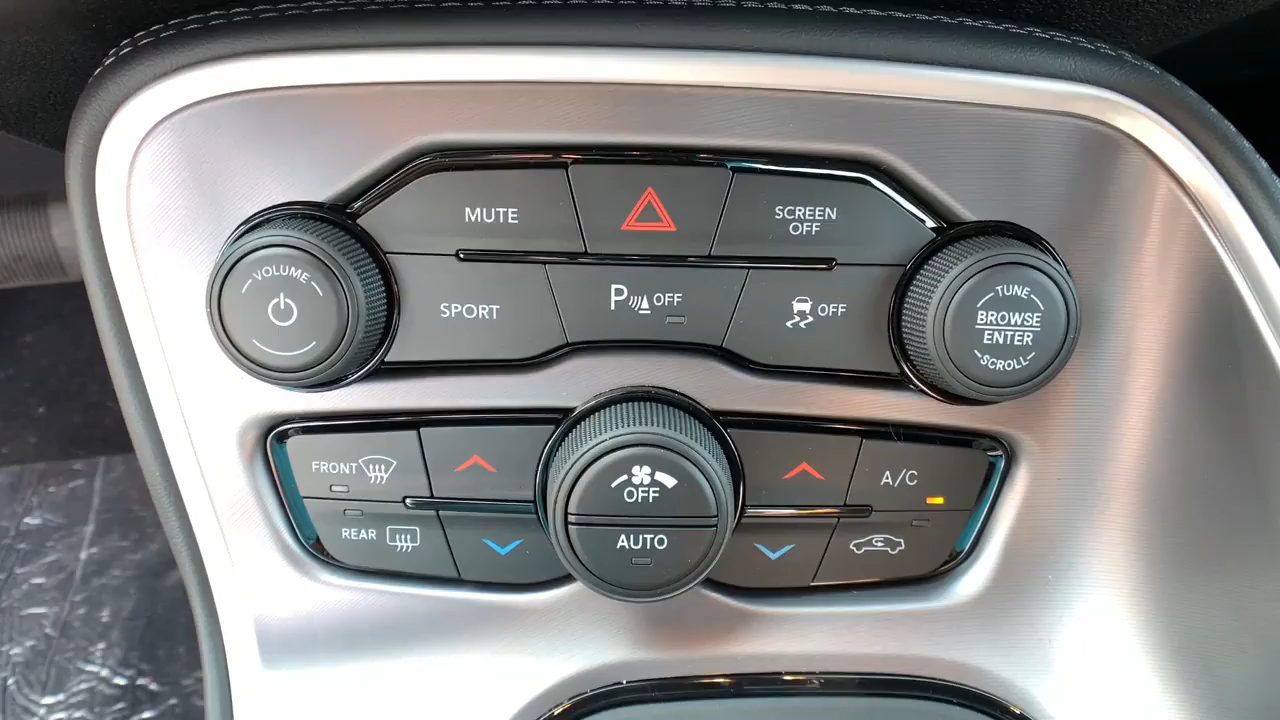 MUTE
SCREEN
OFF
VOLUME
SPORT
P OFF
OFF
TUNE
BROWSE
ENTER
SCROLL
FRONT
OFF
A/C
REAR
AUTO